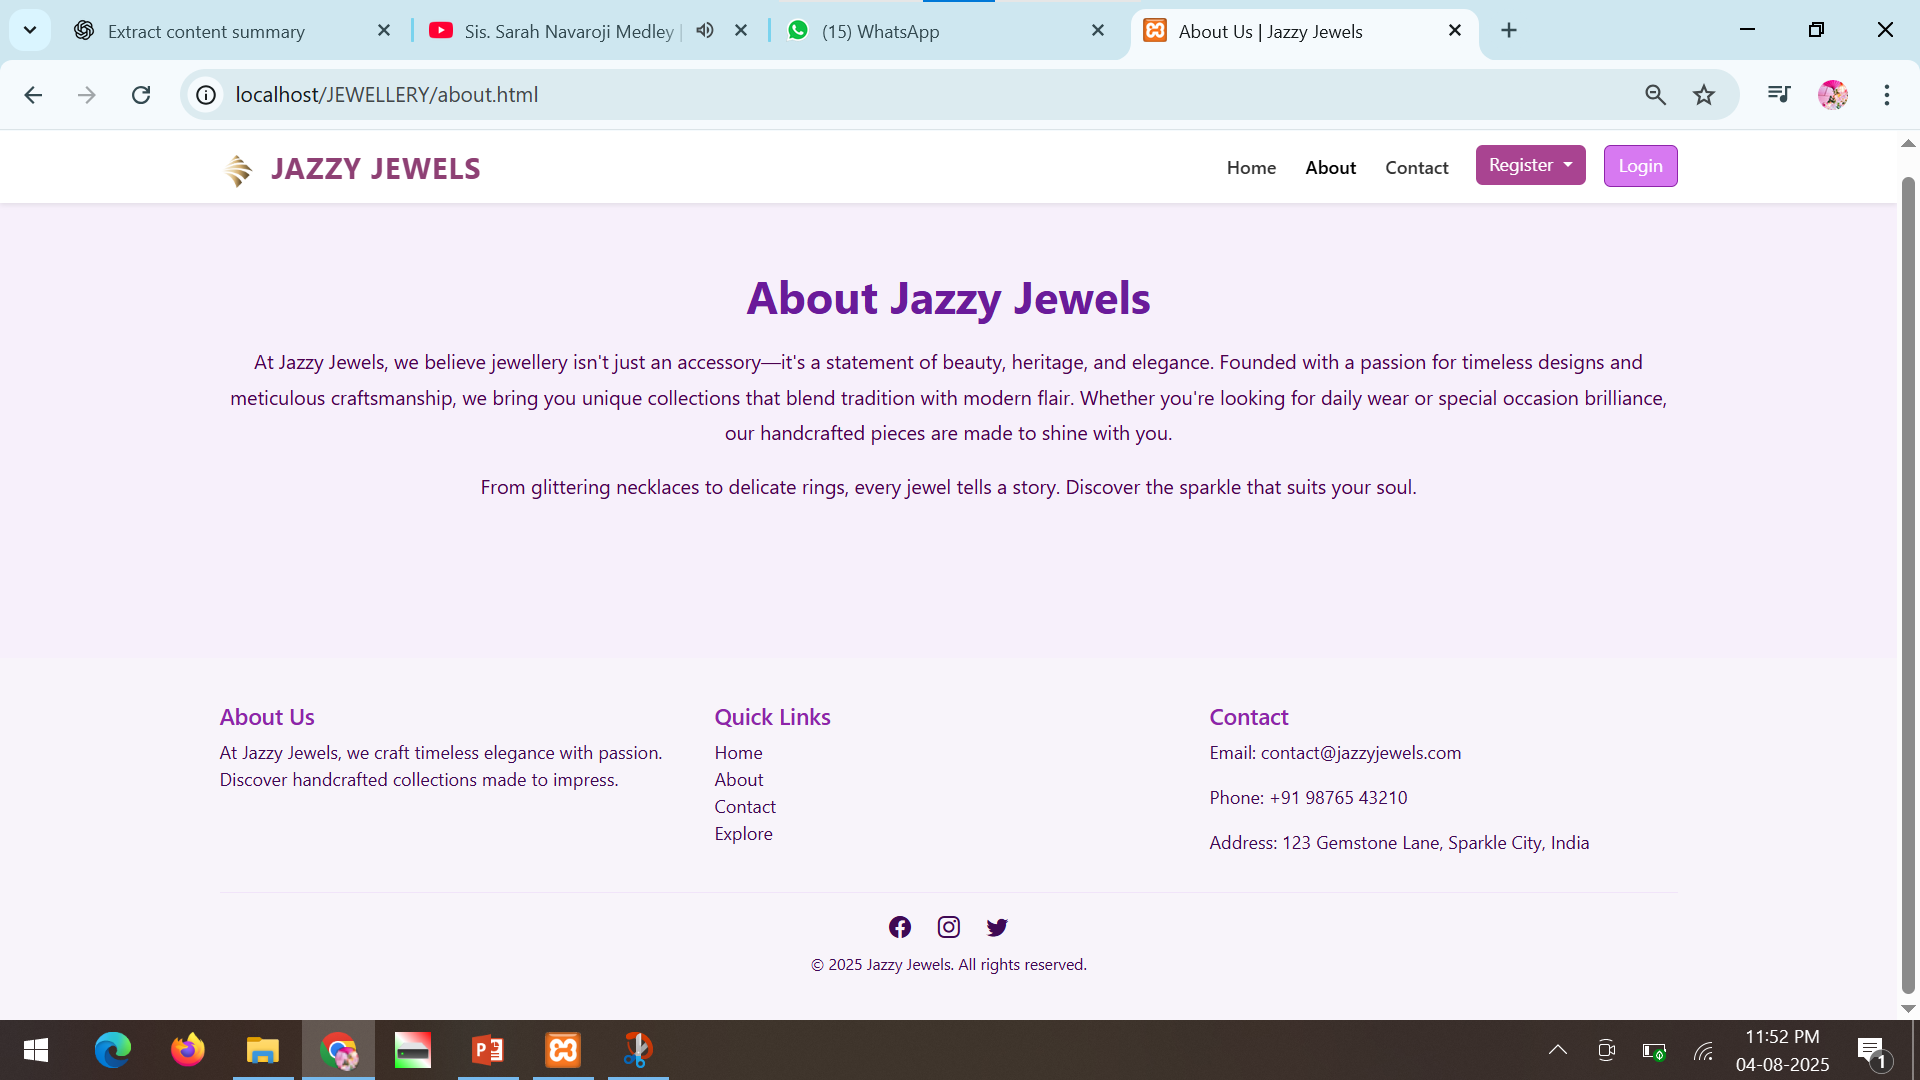 Extract content summary
Sis. Sarah Navaroji Medley |
(15) WhatsApp
About Us | Jazzy Jewels
localhost/JEWELLERY/about.html
JAZZY JEWELS
Home
About
Contact
Register
Login
About Jazzy Jewels
At Jazzy Jewels, we believe jewellery isn't just an accessory—it's a statement of beauty, heritage, and elegance. Founded with a passion for timeless designs and
meticulous craftsmanship, we bring you unique collections that blend tradition with modern flair. Whether you're looking for daily wear or special occasion brilliance,
our handcrafted pieces are made to shine with you.
From glittering necklaces to delicate rings, every jewel tells a story. Discover the sparkle that suits your soul.
About Us
At Jazzy Jewels, we craft timeless elegance with passion.
Discover handcrafted collections made to impress.
Quick Links
Home
About
Contact
Explore
Contact
Email: contact@jazzyjewels.com
Phone: +91 98765 43210
Address: 123 Gemstone Lane, Sparkle City, India
© 2025 Jazzy Jewels. All rights reserved.
11:52 PM
04-08-2025
1